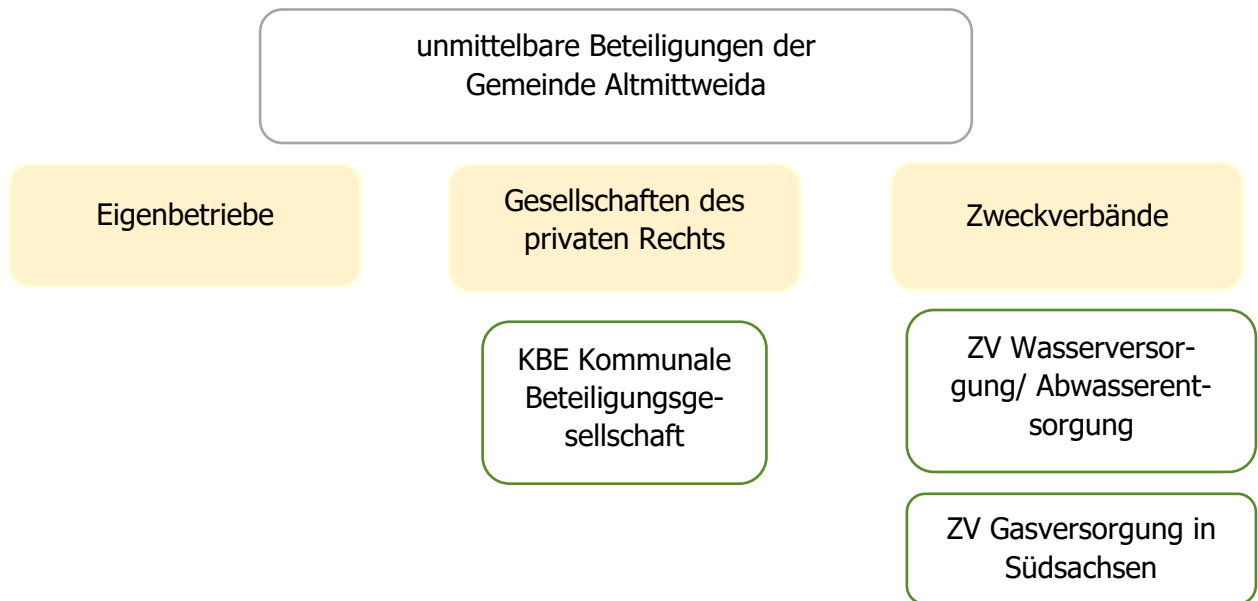 unmittelbare Beteiligungen der
Gemeinde Altmittweida
Eigenbetriebe
Gesellschaften des
privaten Rechts
Zweckverbände
KBE Kommunale
Beteiligungsge-
sellschaft
ZV Wasserversor-
gung/ Abwasserent-
sorgung
ZV Gasversorgung in
Südsachsen